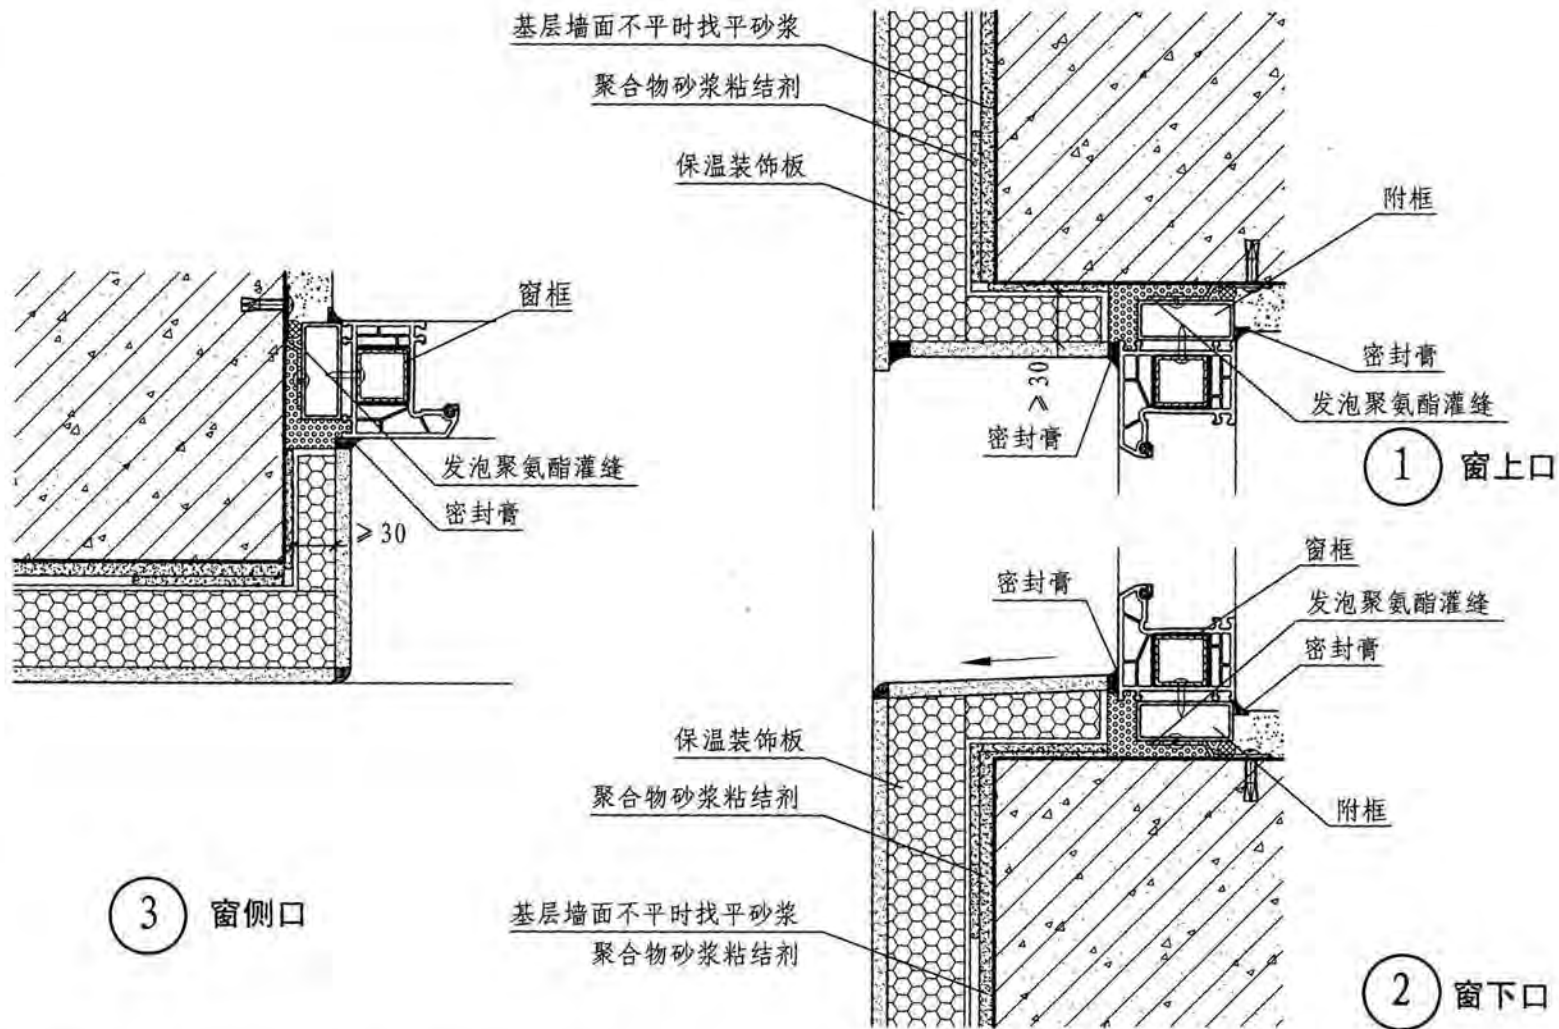 基层墙面不平时找平砂浆
聚合物砂浆粘结剂
保温装饰板
附框
密封膏
发泡聚氨酯灌缝
≥30
密封膏
1 窗上口
窗框
发泡聚氨酯灌缝
密封膏
≥30
3 窗侧口
窗框
密封膏
发泡聚氨酯灌缝
密封膏
保温装饰板
聚合物砂浆粘结剂
附框
基层墙面不平时找平砂浆
聚合物砂浆粘结剂
2 窗下口